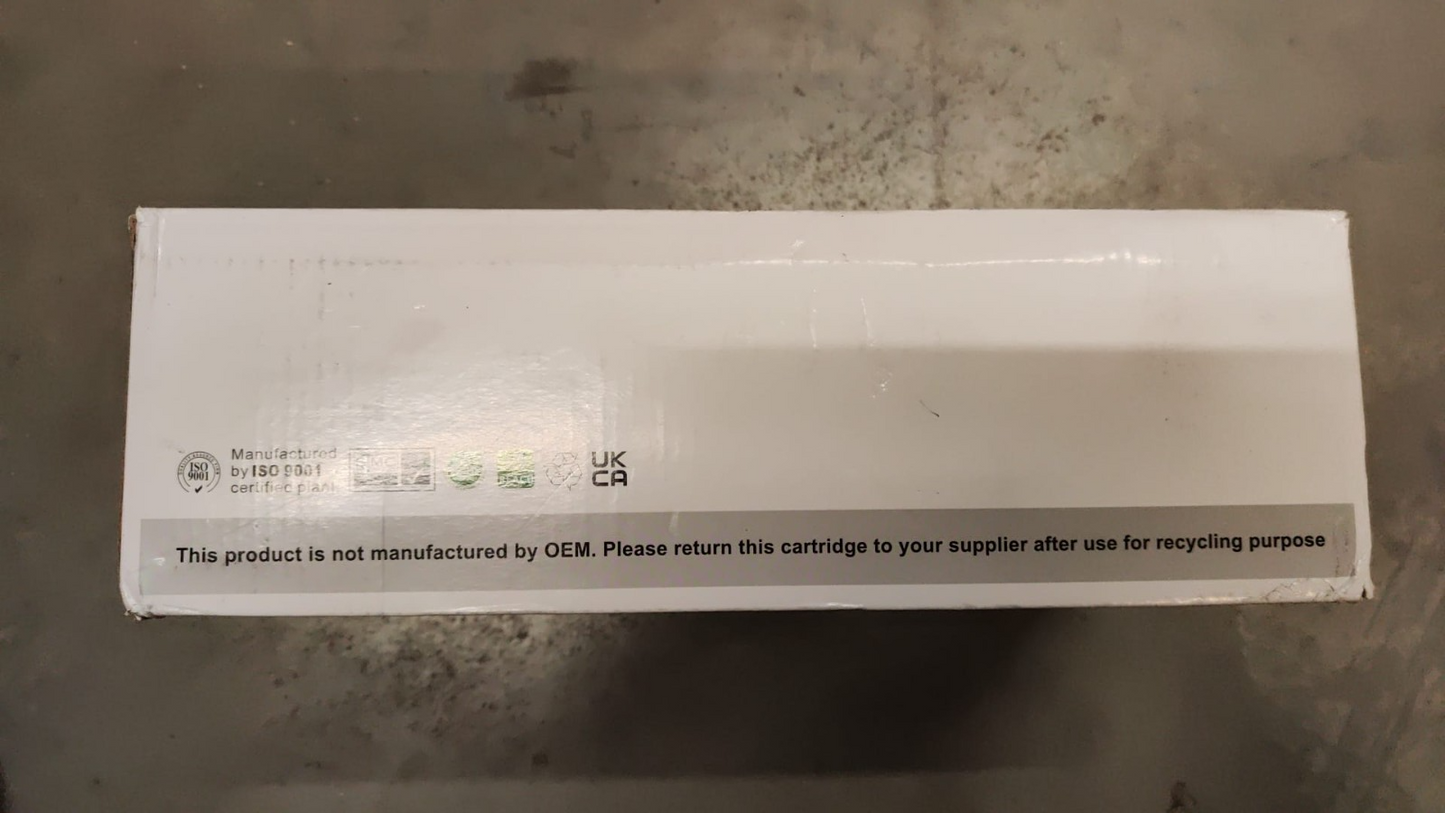 ISO
9001
Manufactured
by ISO 9001
certified plant
UK
CA
This product is not manufactured by OEM. Please return this cartridge to your supplier after use for recycling purpose